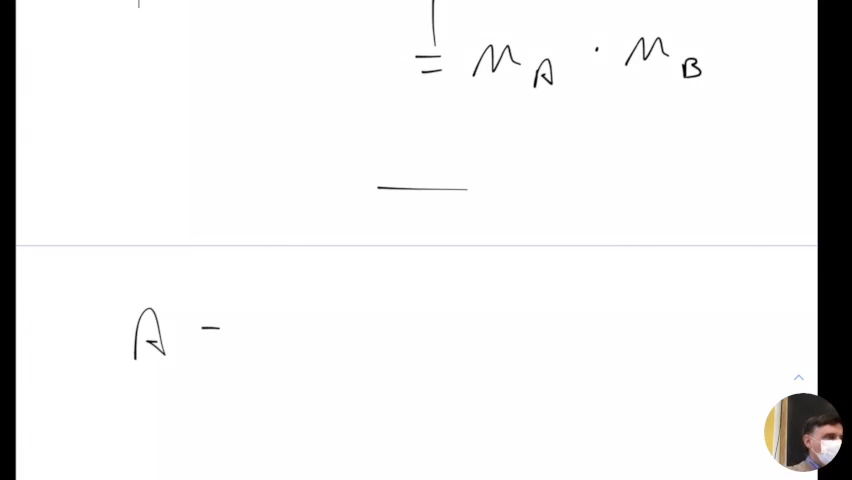 = M_A · M_B
A -